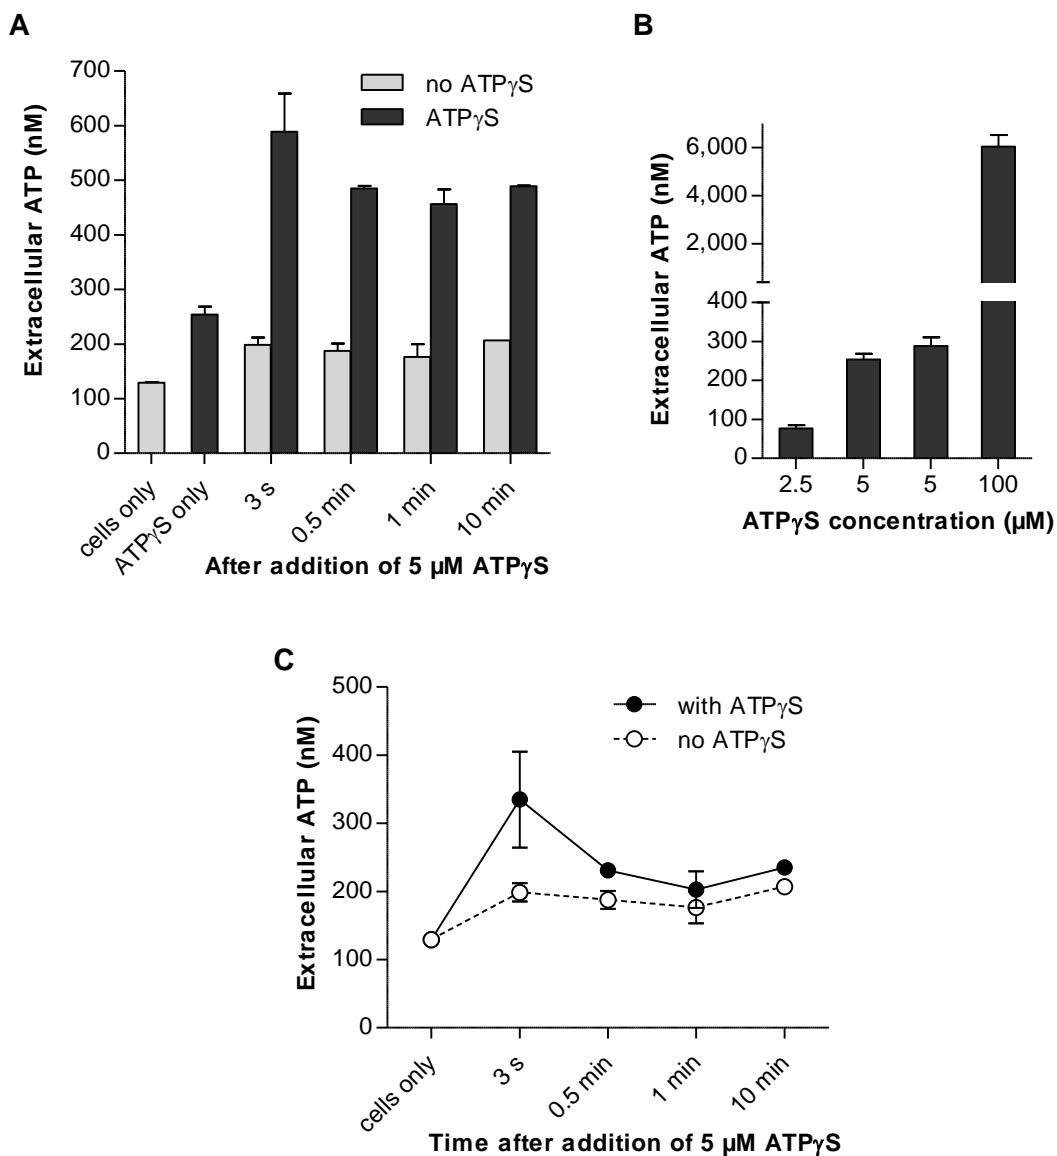 A
Extracellular ATP (nM)
700
600
500
400
300
200
100
0
no ATPγS
ATPγS
cells only
ATPγS only
3 s
0.5 min
1 min
10 min
After addition of 5 µM ATPγS
B
Extracellular ATP (nM)
6,000
4,000
2,000
400
300
200
100
0
2.5 5 5 100
ATPγS concentration (µM)
C
Extracellular ATP (nM)
500
400
300
200
100
0
with ATPγS
no ATPγS
cells only
3 s
0.5 min
1 min
10 min
Time after addition of 5 µM ATPγS